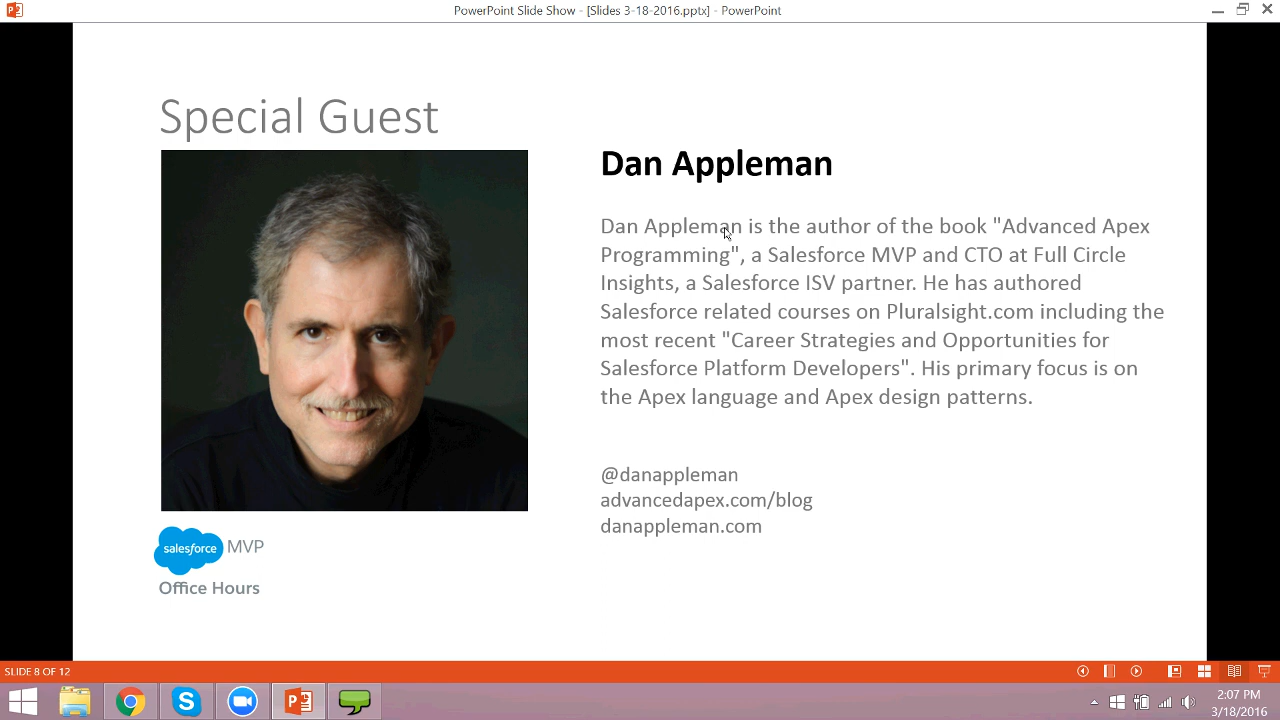 PowerPoint Slide Show - [Slides 3-18-2016.pptx] - PowerPoint
Special Guest
Dan Appleman
Dan Appleman is the author of the book "Advanced Apex
Programming", a Salesforce MVP and CTO at Full Circle
Insights, a Salesforce ISV partner. He has authored
Salesforce related courses on Pluralsight.com including the
most recent "Career Strategies and Opportunities for
Salesforce Platform Developers". His primary focus is on
the Apex language and Apex design patterns.
@danappleman
advancedapex.com/blog
danappleman.com
salesforce MVP
Office Hours
SLIDE 8 OF 12
2:07 PM
3/18/2016